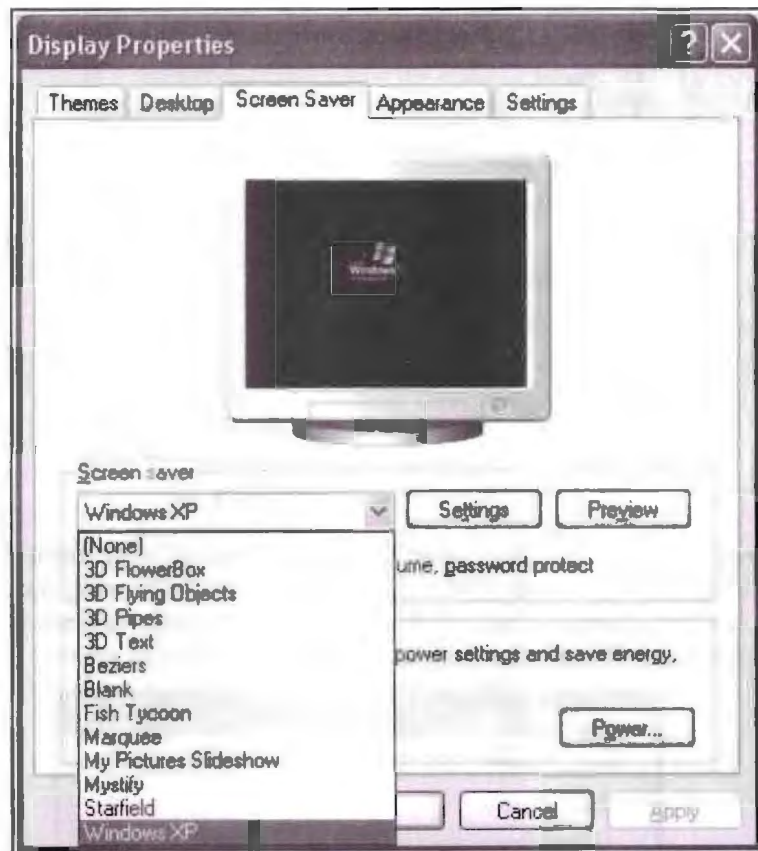 Display Properties
Themes Desktop Screen Saver Appearance Settings
Windows
Screen saver
Windows XP Settings Preview
(None)
3D FlowerBox
ume, password protect
3D Flying Objects
3D Pipes
3D Text
power settings and save energy,
Beziers
Blank
Fish Tycoon
Power...
Marquee
My Pictures Slideshow
Mystify
Starfield
Cancel Apply
Windows XP